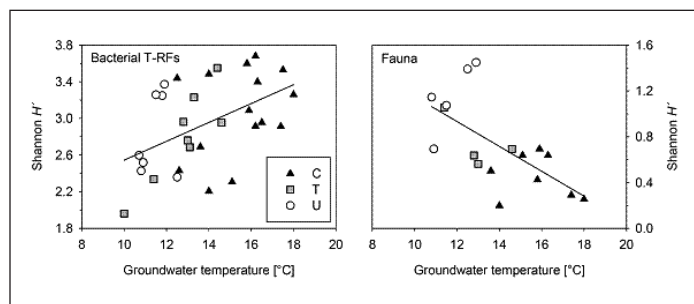 Bacterial T-RFs
Shannon H′
3.8
3.4
3.0
2.6
2.2
1.8
C
T
U
8 10 12 14 16 18 20
Groundwater temperature [°C]
Fauna
1.6
1.2
0.8
0.4
0.0
Shannon H′
8 10 12 14 16 18 20
Groundwater temperature [°C]